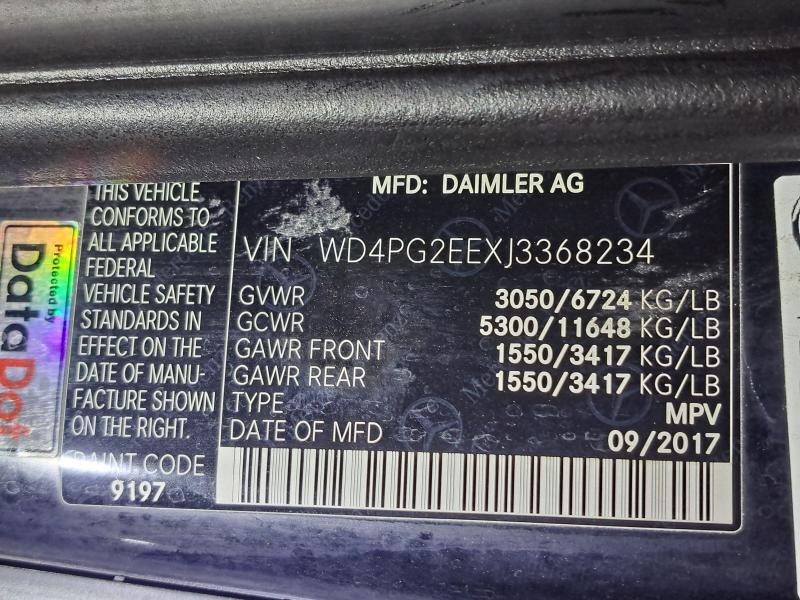 MFD: DAIMLER AG
THIS VEHICLE
CONFORMS TO
ALL APPLICABLE
FEDERAL
VEHICLE SAFETY
STANDARDS IN
EFFECT ON THE
DATE OF MANU-
FACTURE SHOWN
ON THE RIGHT.
PAINT CODE
9197
VIN WD4PG2EEXJ3368234
GVWR 3050/6724 KG/LB
GCWR 5300/11648 KG/LB
GAWR FRONT 1550/3417 KG/LB
GAWR REAR 1550/3417 KG/LB
TYPE MPV
DATE OF MFD 09/2017
Protected by
DataDot